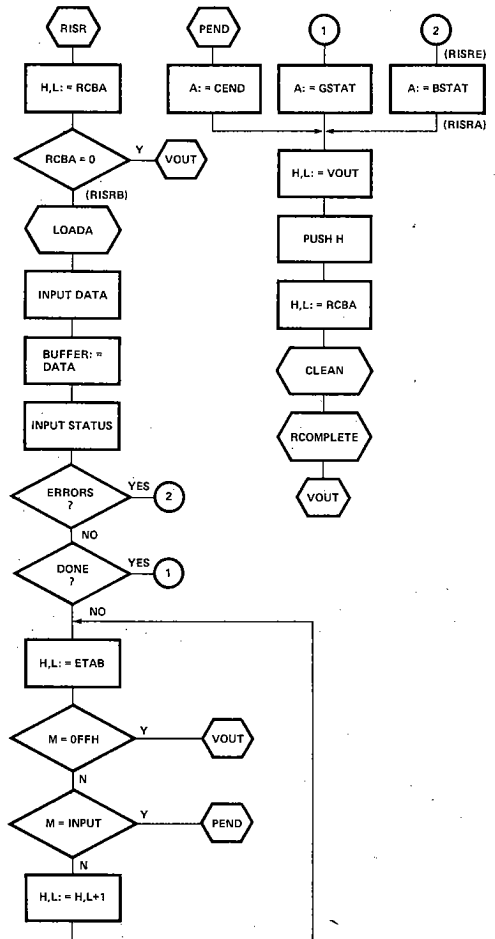 RISR
H,L: = RCBA
RCBA = 0
Y
VOUT
(RISRB)
LOADA
INPUT DATA
BUFFER: =
DATA
INPUT STATUS
ERRORS
?
YES
2
NO
DONE
?
YES
1
NO
H,L: = ETAB
M = 0FFH
Y
VOUT
N
M = INPUT
Y
PEND
N
H,L: = H,L+1
PEND
A: = CEND
1
A: = GSTAT
2
(RISRE)
A: = BSTAT
(RISRA)
H,L: = VOUT
PUSH H
H,L: = RCBA
CLEAN
RCOMPLETE
VOUT